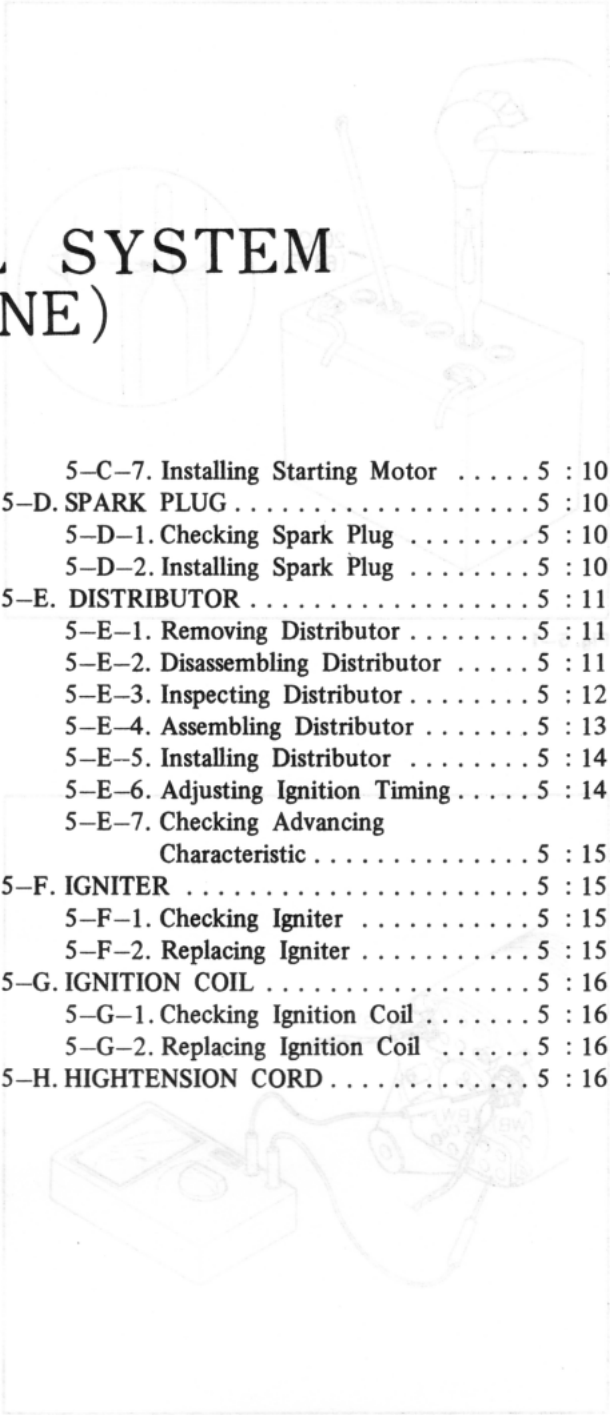 L SYSTEM
NE)
5–C–7. Installing Starting Motor ..... 5 : 10
5–D. SPARK PLUG ................... 5 : 10
5–D–1. Checking Spark Plug ........ 5 : 10
5–D–2. Installing Spark Plug ........ 5 : 10
5–E. DISTRIBUTOR .................. 5 : 11
5–E–1. Removing Distributor ......... 5 : 11
5–E–2. Disassembling Distributor ..... 5 : 11
5–E–3. Inspecting Distributor ........ 5 : 12
5–E–4. Assembling Distributor ....... 5 : 13
5–E–5. Installing Distributor ........ 5 : 14
5–E–6. Adjusting Ignition Timing ..... 5 : 14
5–E–7. Checking Advancing
Characteristic .............. 5 : 15
5–F. IGNITER ...................... 5 : 15
5–F–1. Checking Igniter ........... 5 : 15
5–F–2. Replacing Igniter ........... 5 : 15
5–G. IGNITION COIL ................. 5 : 16
5–G–1. Checking Ignition Coil ....... 5 : 16
5–G–2. Replacing Ignition Coil ...... 5 : 16
5–H. HIGHTENSION CORD ............. 5 : 16